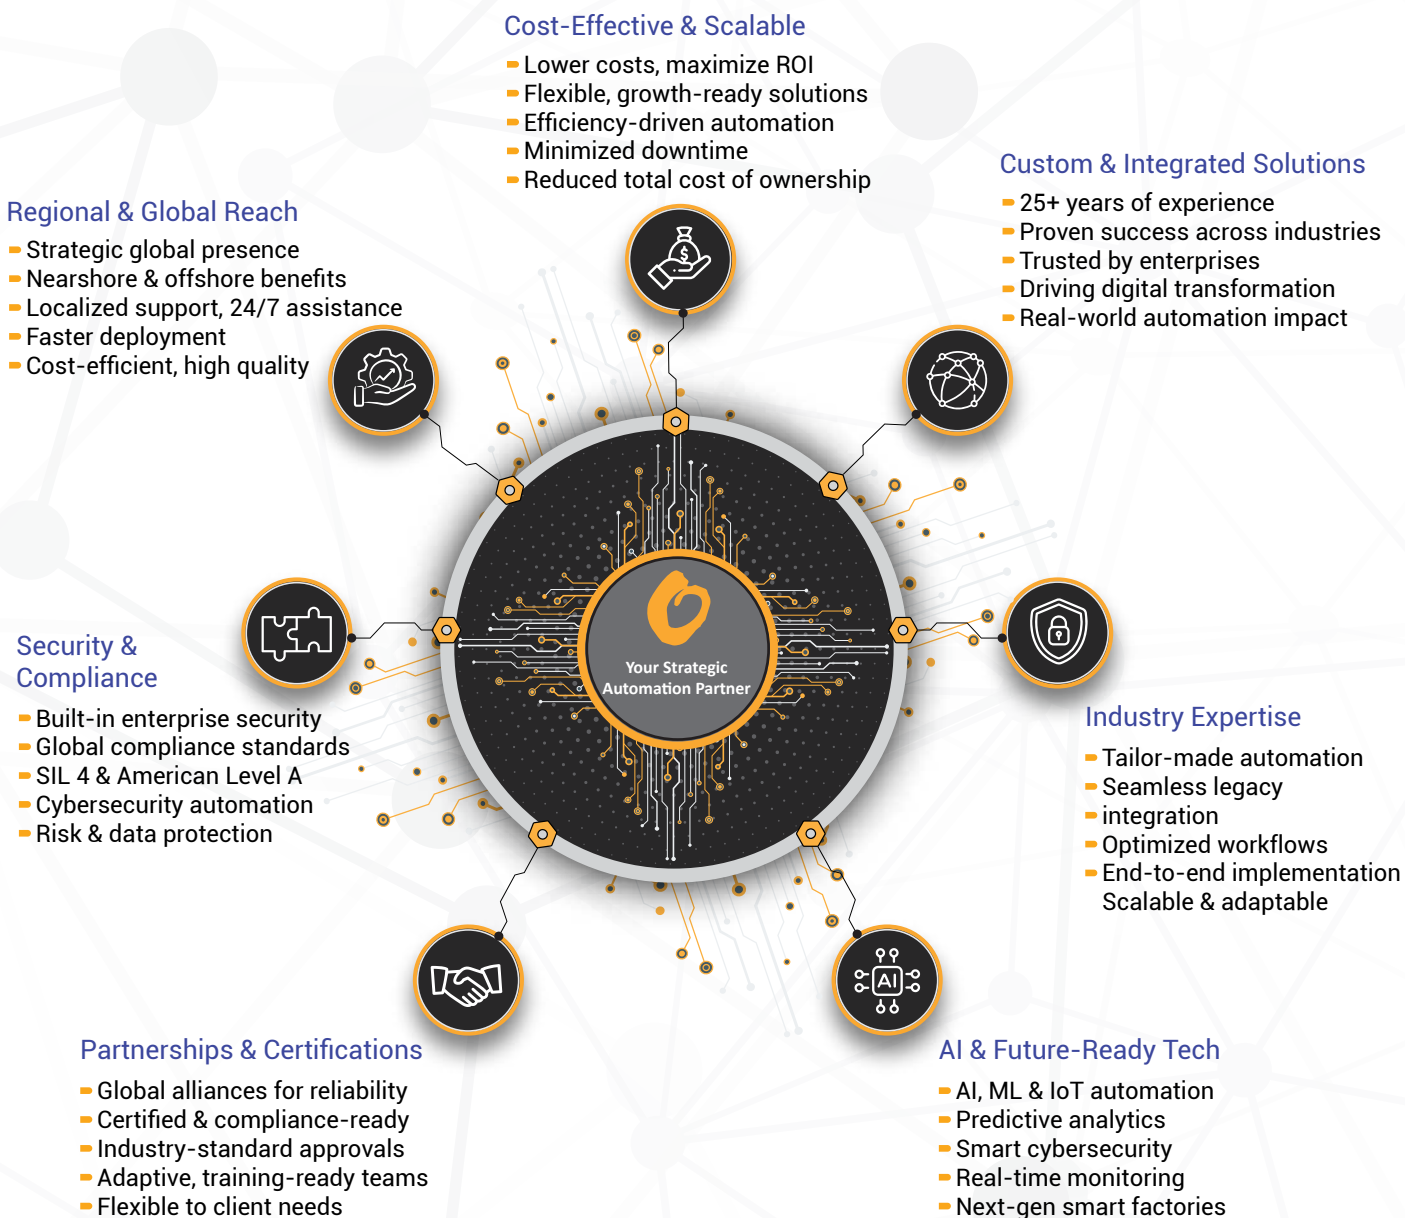 Cost-Effective & Scalable
Lower costs, maximize ROI
Flexible, growth-ready solutions
Efficiency-driven automation
Minimized downtime
Reduced total cost of ownership
Custom & Integrated Solutions
25+ years of experience
Proven success across industries
Trusted by enterprises
Driving digital transformation
Real-world automation impact
Regional & Global Reach
Strategic global presence
Nearshore & offshore benefits
Localized support, 24/7 assistance
Faster deployment
Cost-efficient, high quality
Your Strategic
Automation Partner
Security &
Compliance
Built-in enterprise security
Global compliance standards
SIL 4 & American Level A
Cybersecurity automation
Risk & data protection
Industry Expertise
Tailor-made automation
Seamless legacy
integration
Optimized workflows
End-to-end implementation
Scalable & adaptable
AI
Partnerships & Certifications
Global alliances for reliability
Certified & compliance-ready
Industry-standard approvals
Adaptive, training-ready teams
Flexible to client needs
AI & Future-Ready Tech
AI, ML & IoT automation
Predictive analytics
Smart cybersecurity
Real-time monitoring
Next-gen smart factories